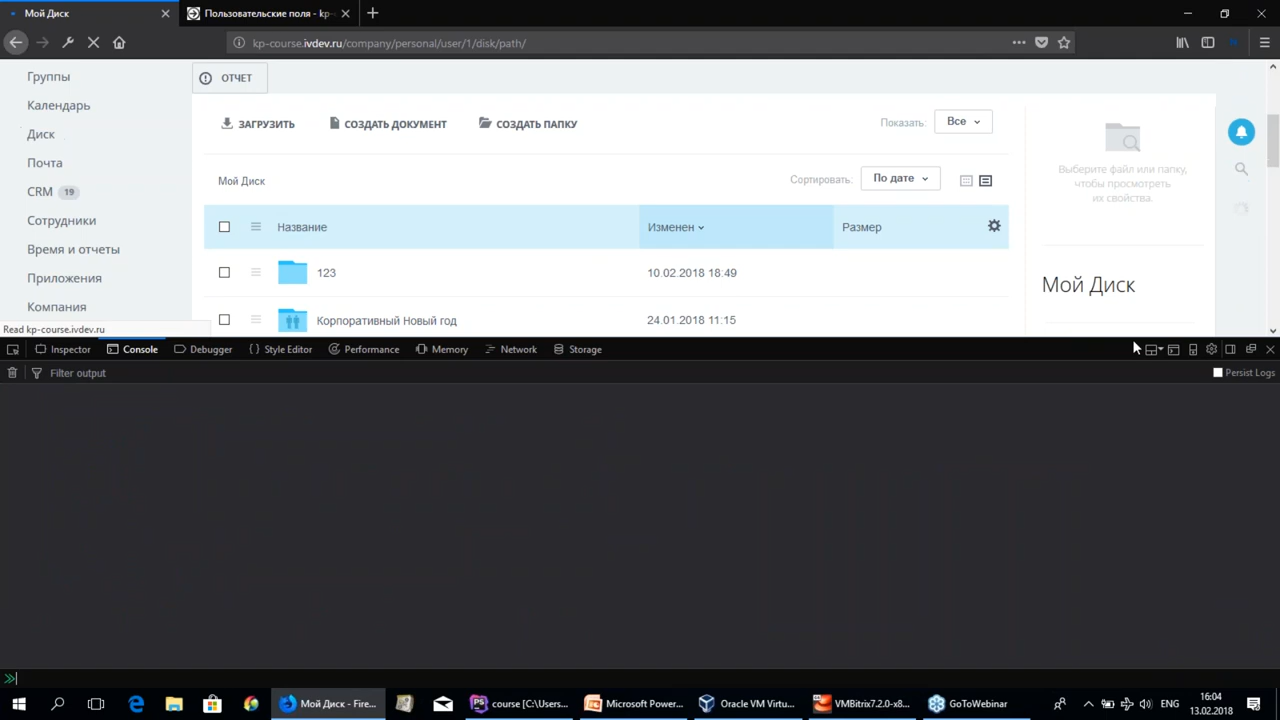 Мой Диск
Пользовательские поля - kp-
kp-course.ivdev.ru/company/personal/user/1/disk/path/
Группы
Календарь
Диск
Почта
CRM 19
Сотрудники
Время и отчеты
Приложения
Компания
Read kp-course.ivdev.ru
ОТЧЕТ
ЗАГРУЗИТЬ
СОЗДАТЬ ДОКУМЕНТ
СОЗДАТЬ ПАПКУ
Показать: Все
Мой Диск
Сортировать: По дате
Название Изменен Размер
123 10.02.2018 18:49
Корпоративный Новый год 24.01.2018 11:15
Выберите файл или папку,
чтобы просмотреть
их свойства.
Мой Диск
Inspector Console Debugger Style Editor Performance Memory Network Storage
Filter output Persist Logs
Мой Диск - Fire...
PS course [C:\Users...
Microsoft Power...
Oracle VM Virtu...
VMBitrix7.2.0-x8...
GoToWebinar
ENG
16:04
13.02.2018